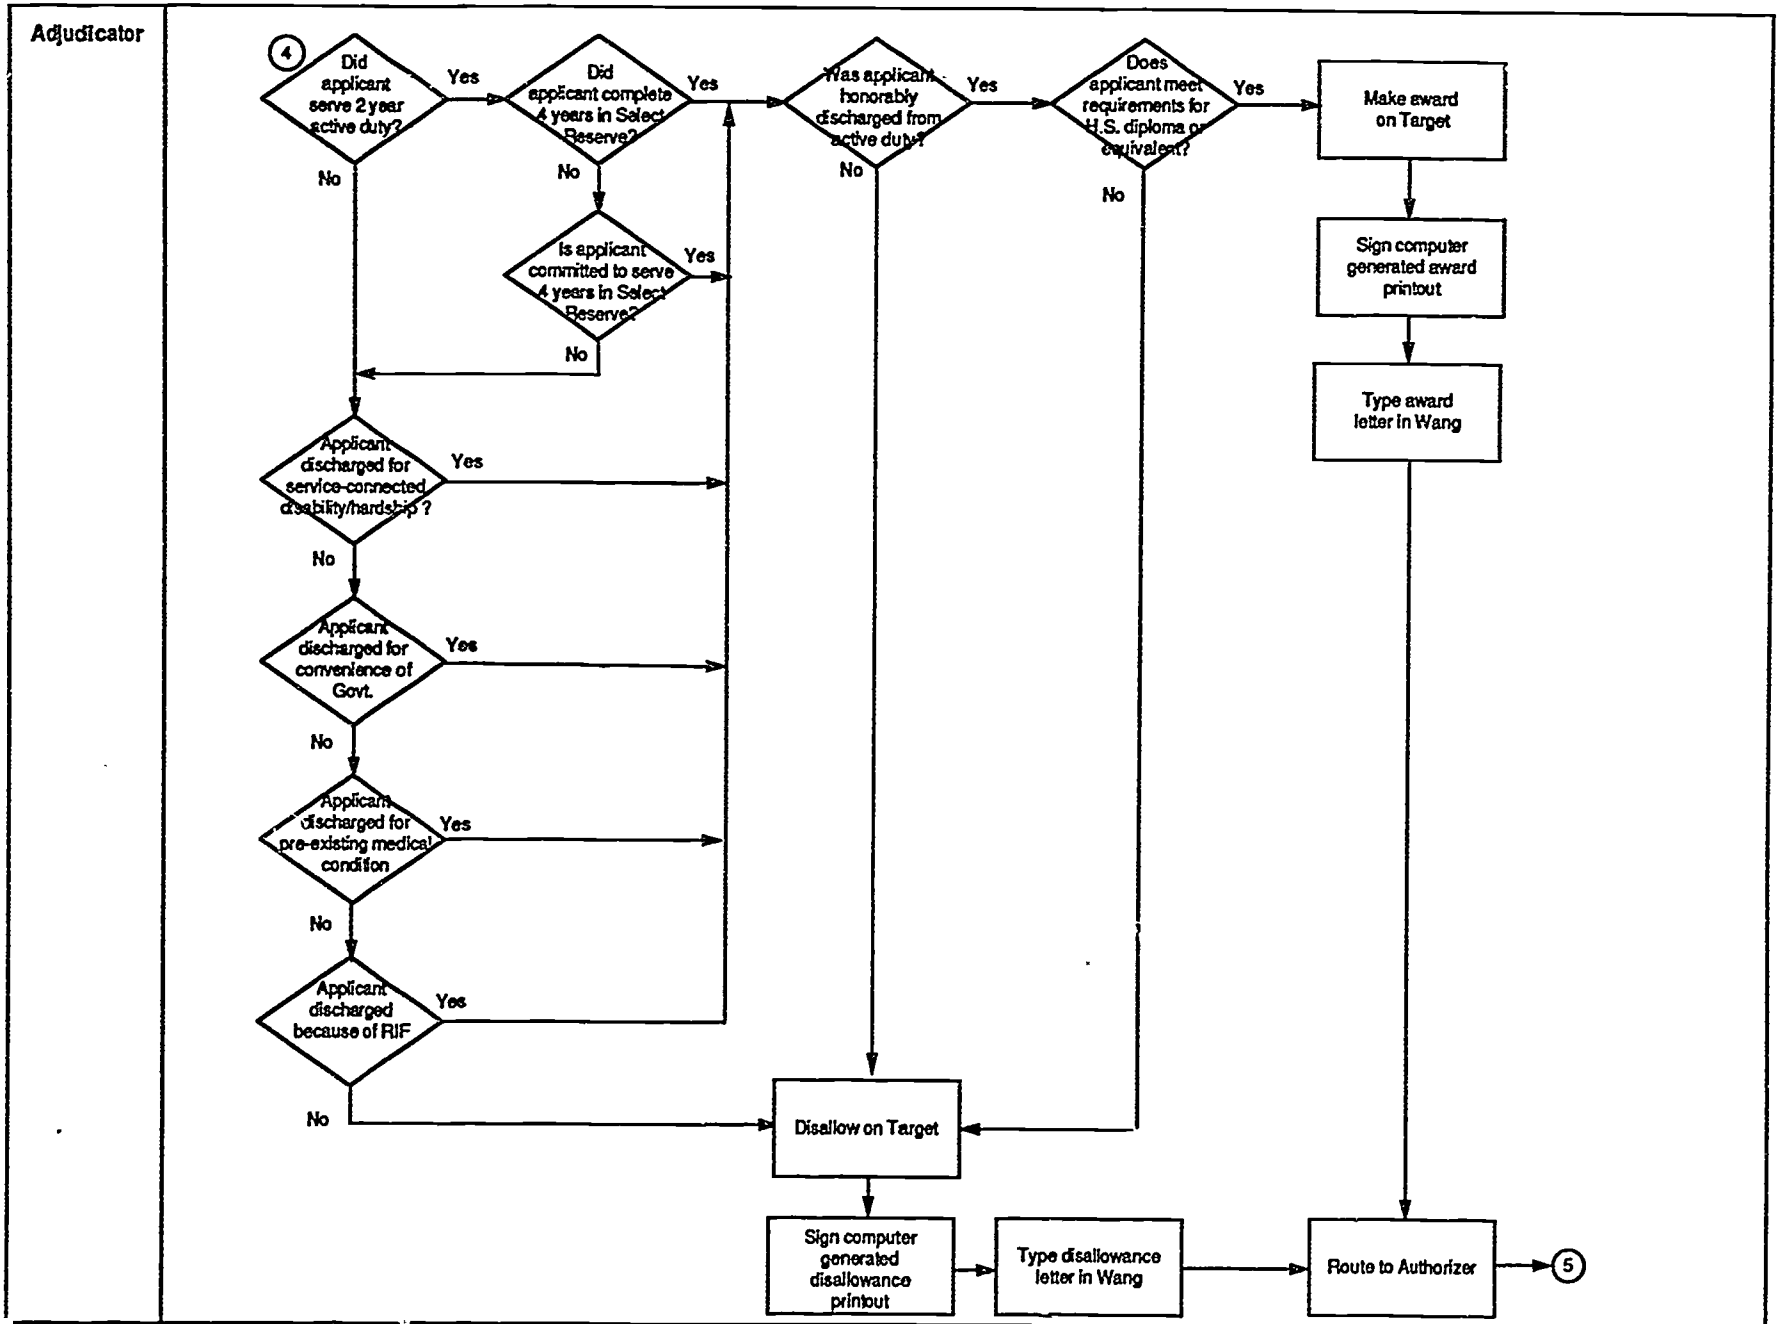 Adjudicator
4
Did
applicant
serve 2 year
active duty?
Yes
No
Did
applicant complete
4 years in Select
Reserve?
Yes
No
Is applicant
committed to serve
4 years in Select
Reserve?
Yes
No
Was applicant
honorably
discharged from
active duty?
Yes
No
Does
applicant meet
requirements for
H.S. diploma or
equivalent?
Yes
No
Make award
on Target
Sign computer
generated award
printout
Type award
letter in Wang
Applicant
discharged for
service-connected
disability/hardship ?
Yes
No
Applicant
discharged for
convenience of
Govt.
Yes
No
Applicant
discharged for
pre-existing medical
condition
Yes
No
Applicant
discharged
because of RIF
Yes
No
Disallow on Target
Sign computer
generated
disallowance
printout
Type disallowance
letter in Wang
Route to Authorizer
5